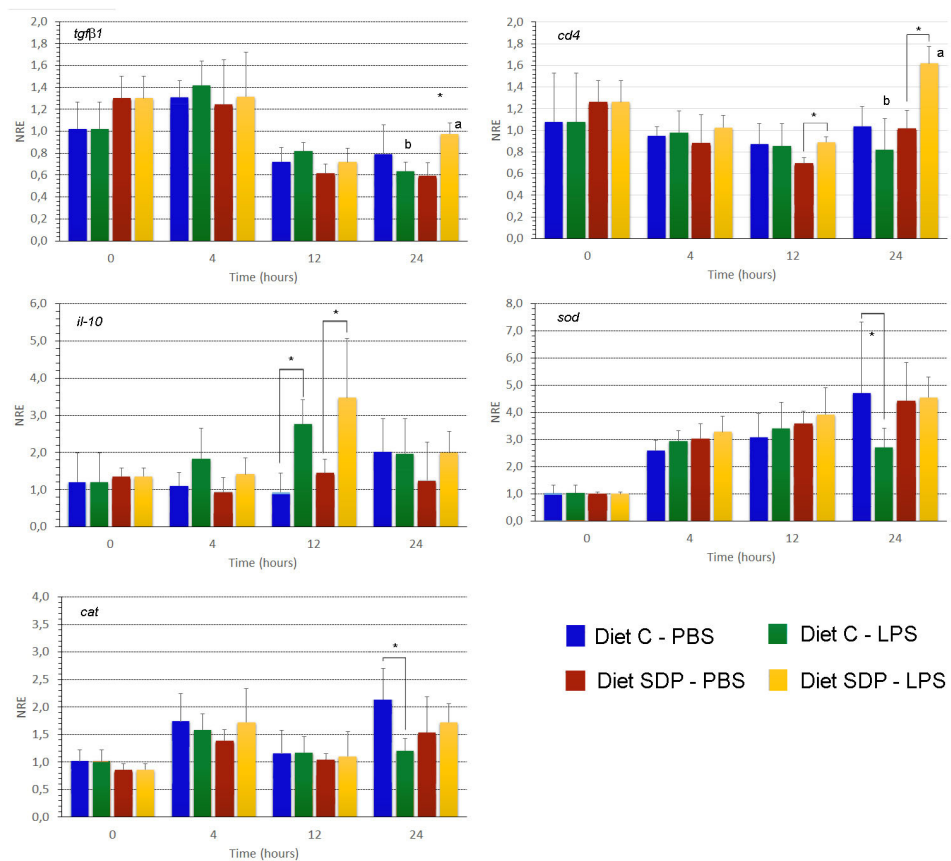 tgfβ1
2,0
1,8
1,6
1,4
1,2
1,0
0,8
0,6
0,4
0,2
0,0
NRE
*
a
b
0 4 12 24
Time (hours)
cd4
2,0
1,8
1,6
1,4
1,2
1,0
0,8
0,6
0,4
0,2
0,0
NRE
*
a
b
*
0 4 12 24
Time (hours)
il-10
6,0
5,0
4,0
3,0
2,0
1,0
0,0
NRE
*
*
0 4 12 24
Time (hours)
sod
8,0
7,0
6,0
5,0
4,0
3,0
2,0
1,0
0,0
NRE
*
0 4 12 24
Time (hours)
cat
4,0
3,5
3,0
2,5
2,0
1,5
1,0
0,5
0,0
NRE
*
0 4 12 24
Time (hours)
Diet C - PBS Diet C - LPS
Diet SDP - PBS Diet SDP - LPS